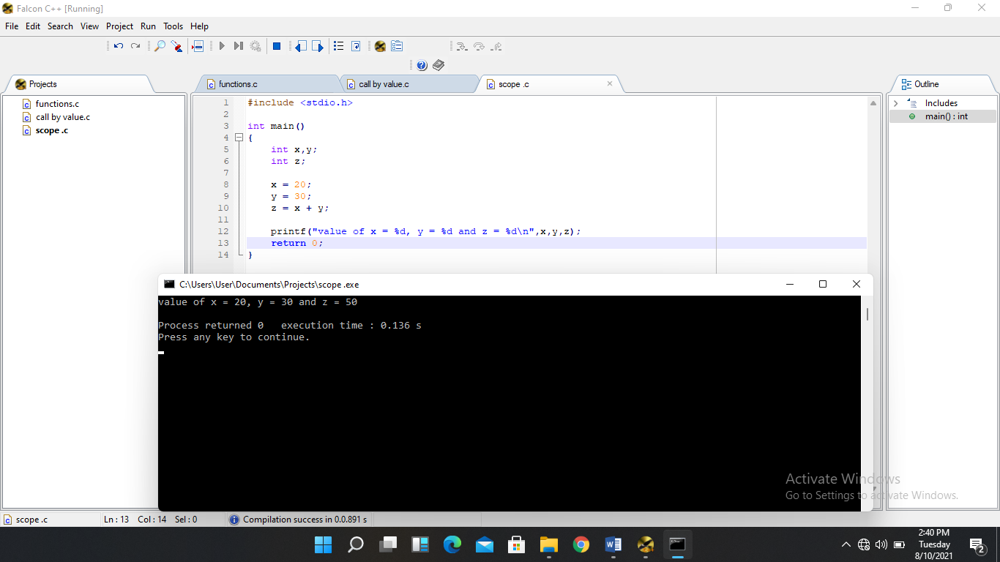 Falcon C++ [Running]
File Edit Search View Project Run Tools Help
Projects
functions.c
call by value.c
scope .c
functions.c
call by value.c
scope .c
1 #include <stdio.h>
2
3 int main()
4 {
5 int x,y;
6 int z;
7
8 x = 20;
9 y = 30;
10 z = x + y;
11
12 printf("value of x = %d, y = %d and z = %d\n",x,y,z);
13 return 0;
14 }
Outline
Includes
main() : int
C:\Users\User\Documents\Projects\scope .exe
value of x = 20, y = 30 and z = 50
Process returned 0 execution time : 0.136 s
Press any key to continue.
Activate Windows
Go to Settings to activate Windows.
scope .c Ln : 13 Col : 14 Sel : 0 Compilation success in 0.0.891 s
2:40 PM
Tuesday
8/10/2021
2